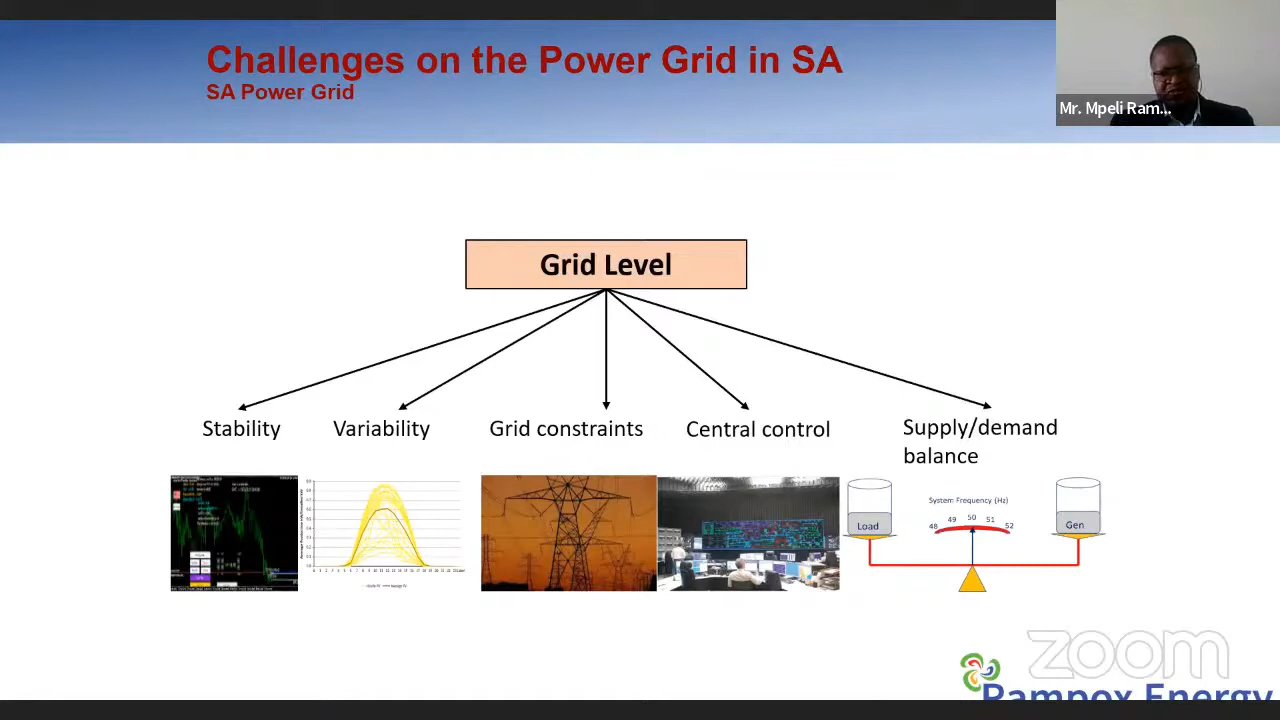 Challenges on the Power Grid in SA
SA Power Grid
Mr. Mpeli Ram...
Grid Level
Stability
Variability
Grid constraints
Central control
Supply/demand
balance
System Frequency (Hz)
48 49 50 51 52
Load
Gen
zoom
Rampox Energy